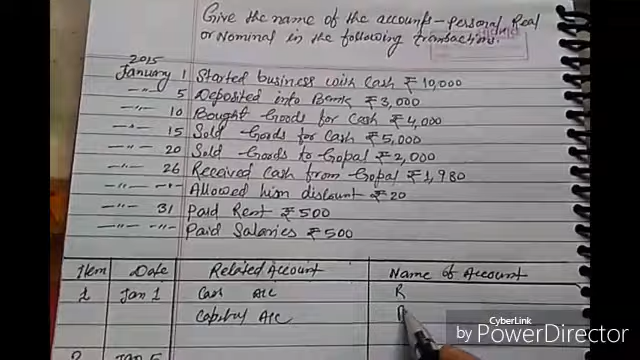 Give the name of the accounts - Personal, Real
or Nominal in the following transactions.
2015
January 1 Started business with Cash ₹ 10,000
-"- 5 Deposited into Bank ₹ 3,000
-"- 10 Bought Goods for Cash ₹ 4,000
-"- 15 Sold Goods for Cash ₹ 5,000
-"- 20 Sold Goods to Gopal ₹ 2,000
-"- 26 Received Cash from Gopal ₹ 1,980
-"- -"- Allowed him discount ₹ 20
-"- 31 Paid Rent ₹ 500
-"- -"- -"- Paid Salaries ₹ 500
Item Date Related Account Name of Account
1 Jan 1 Cash A/c R
Capital A/c P
2 Jan 5
CyberLink
by PowerDirector